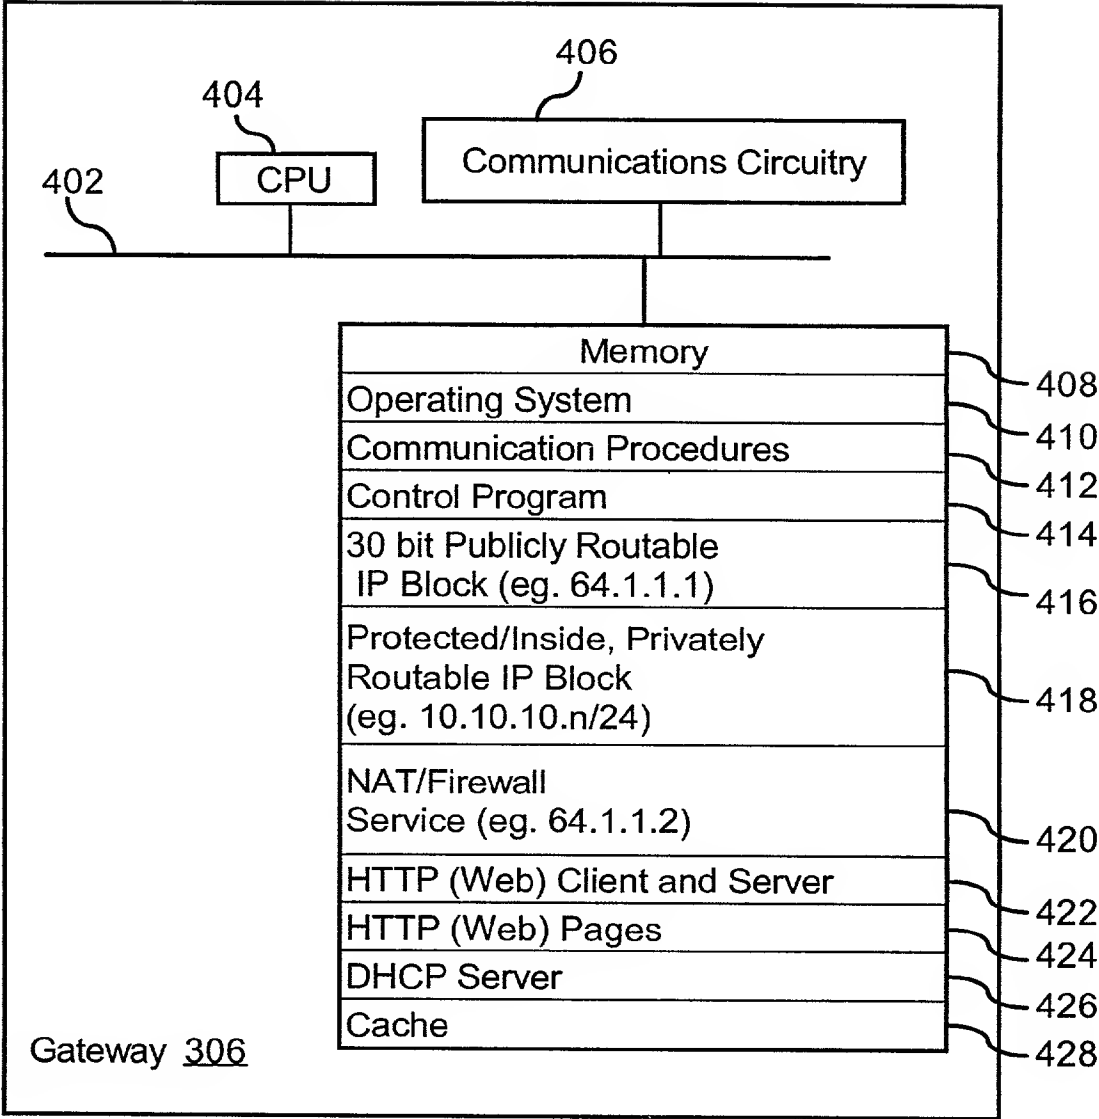 406
404
Communications Circuitry
CPU
402
Memory
408
Operating System
410
Communication Procedures
412
Control Program
414
30 bit Publicly Routable
IP Block (eg. 64.1.1.1)
416
Protected/Inside, Privately
Routable IP Block
418
(eg. 10.10.10.n/24)
NAT/Firewall
Service (eg. 64.1.1.2)
420
HTTP (Web) Client and Server
422
HTTP (Web) Pages
424
DHCP Server
426
Cache
428
Gateway 306